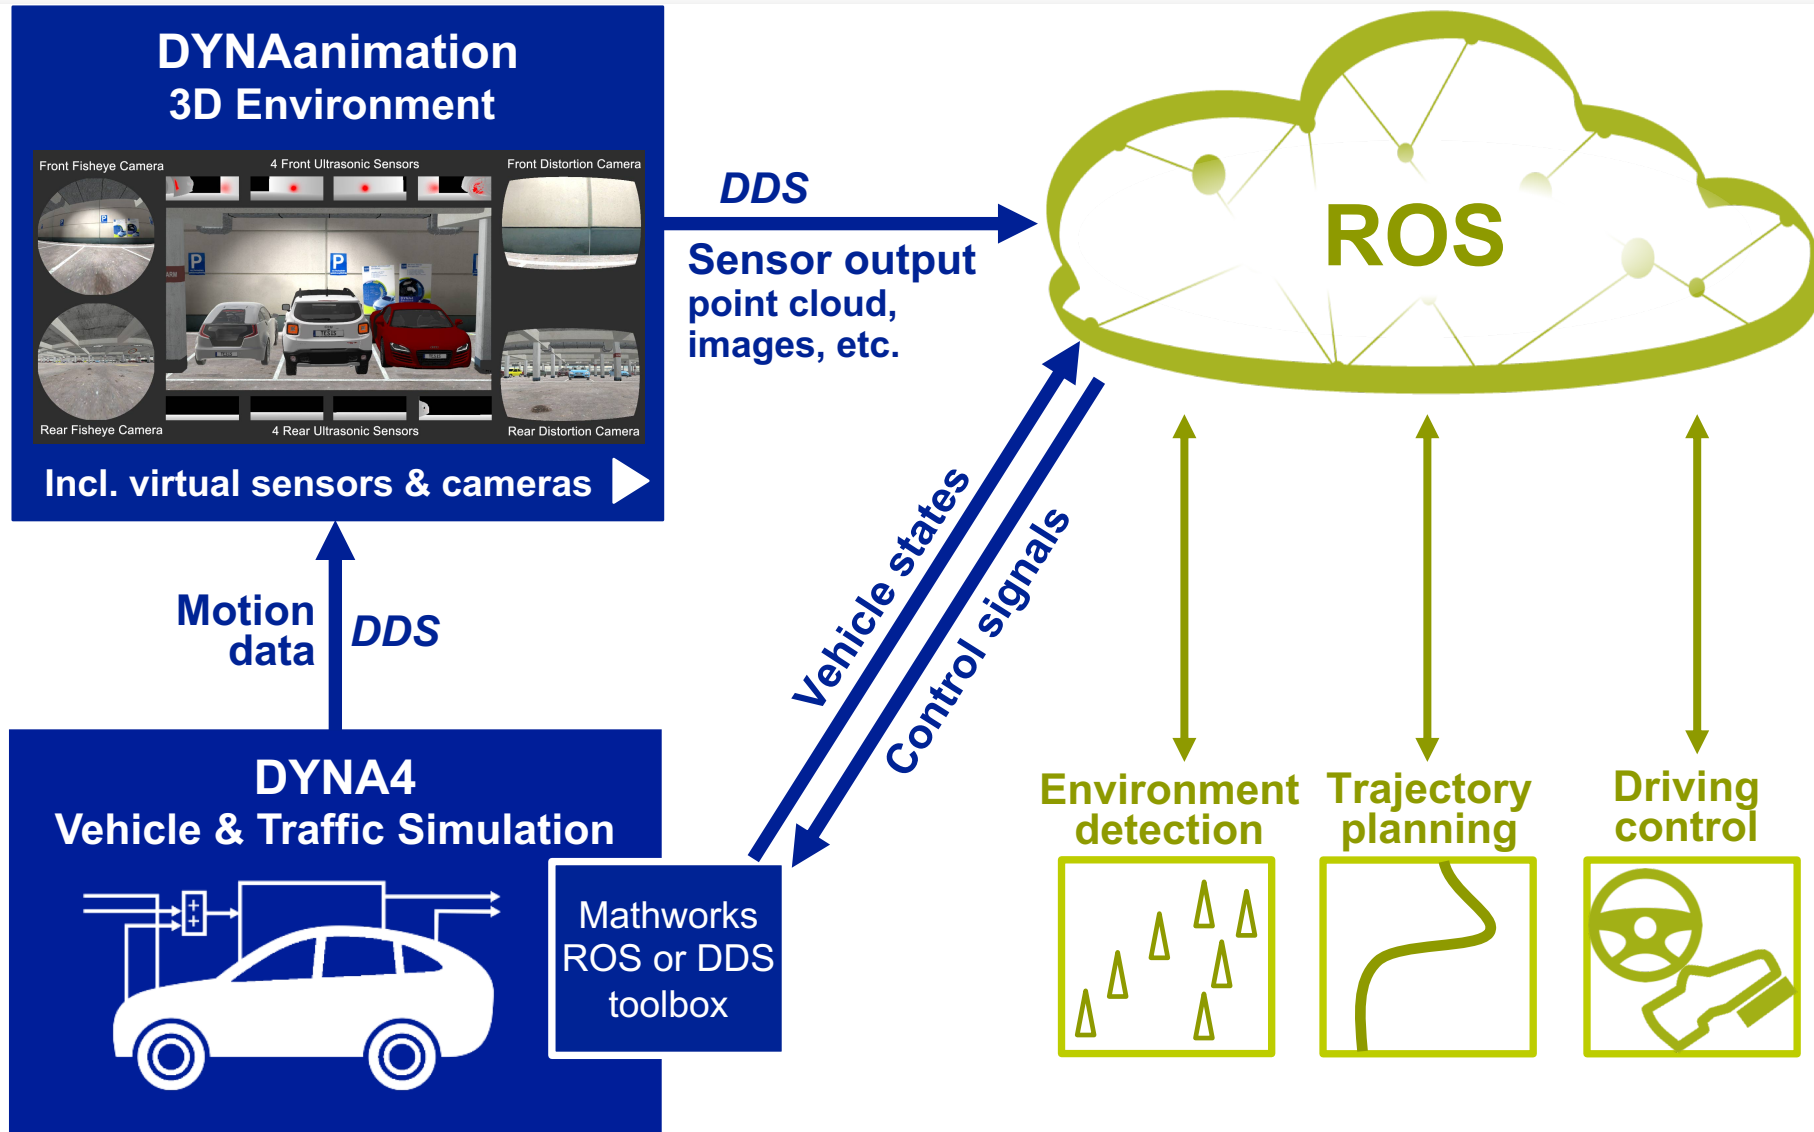 DYNAanimation
3D Environment
Front Fisheye Camera
4 Front Ultrasonic Sensors
Front Distortion Camera
P
P
Rear Fisheye Camera
4 Rear Ultrasonic Sensors
Rear Distortion Camera
Incl. virtual sensors & cameras
DDS
Sensor output
point cloud,
images, etc.
ROS
Motion
data
DDS
Vehicle states
Control signals
DYNA4
Vehicle & Traffic Simulation
+
+
Mathworks
ROS or DDS
toolbox
Environment
detection
Trajectory
planning
Driving
control